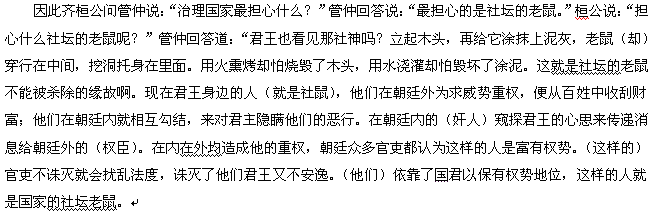 因此齐桓公问管仲说：“治理国家最担心什么？”管仲回答说：“最担心的是社坛的老鼠。”桓公说：“担
心什么社坛的老鼠呢？”管仲回答道：“君王也看见那社神吗？立起木头，再给它涂抹上泥灰，老鼠（却）
穿行在中间，挖洞托身在里面。用火熏烤却怕烧毁了木头，用水浇灌却怕毁坏了涂泥。这就是社坛的老鼠
不能被杀除的缘故啊。现在君王身边的人（就是社鼠），他们在朝廷外为求威势重权，便从百姓中收刮财
富；他们在朝廷内就相互勾结，来对君主隐瞒他们的恶行。在朝廷内的（奸人）窥探君王的心思来传递消
息给朝廷外的（权臣）。在内在外均造成他的重权，朝廷众多官吏都认为这样的人是富有权势。（这样的）
官吏不诛灭就会扰乱法度，诛灭了他们君王又不安逸。（他们）依靠了国君以保有权势地位，这样的人就
是国家的社坛老鼠。